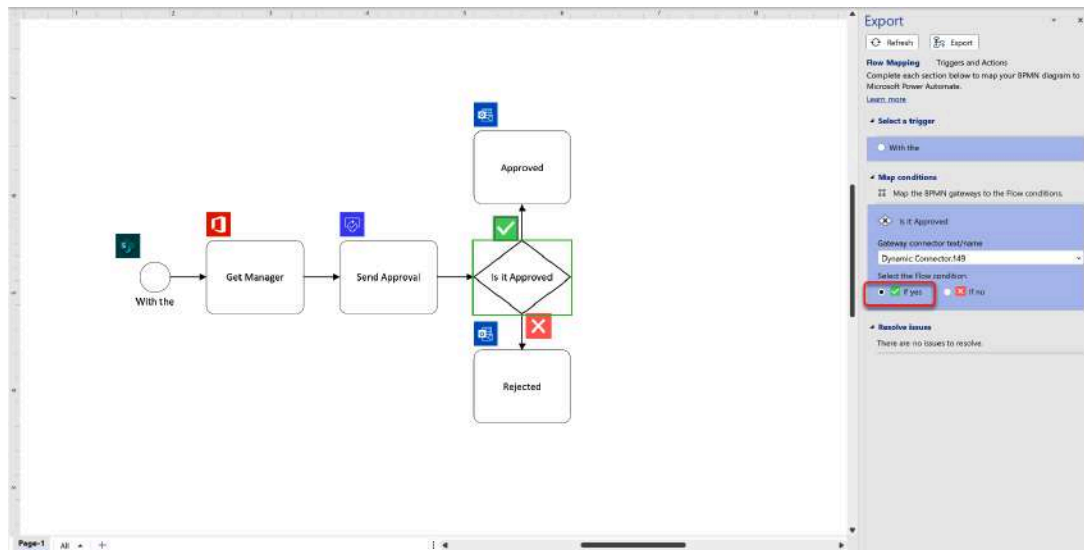 Export
Refresh Export
Flow Mapping Triggers and Actions
Complete each section below to map your BPMN diagram to
Microsoft Power Automate.
Learn more
Select a trigger
With the
Map conditions
Map the BPMN gateways to the Flow conditions.
Is it Approved
Gateway connector text/name
Dynamic Connector.149
Select the Flow condition
If yes If no
Resolve issues
There are no issues to resolve.
Approved
Get Manager
Send Approval
Is it Approved
With the
Rejected
Page-1 All